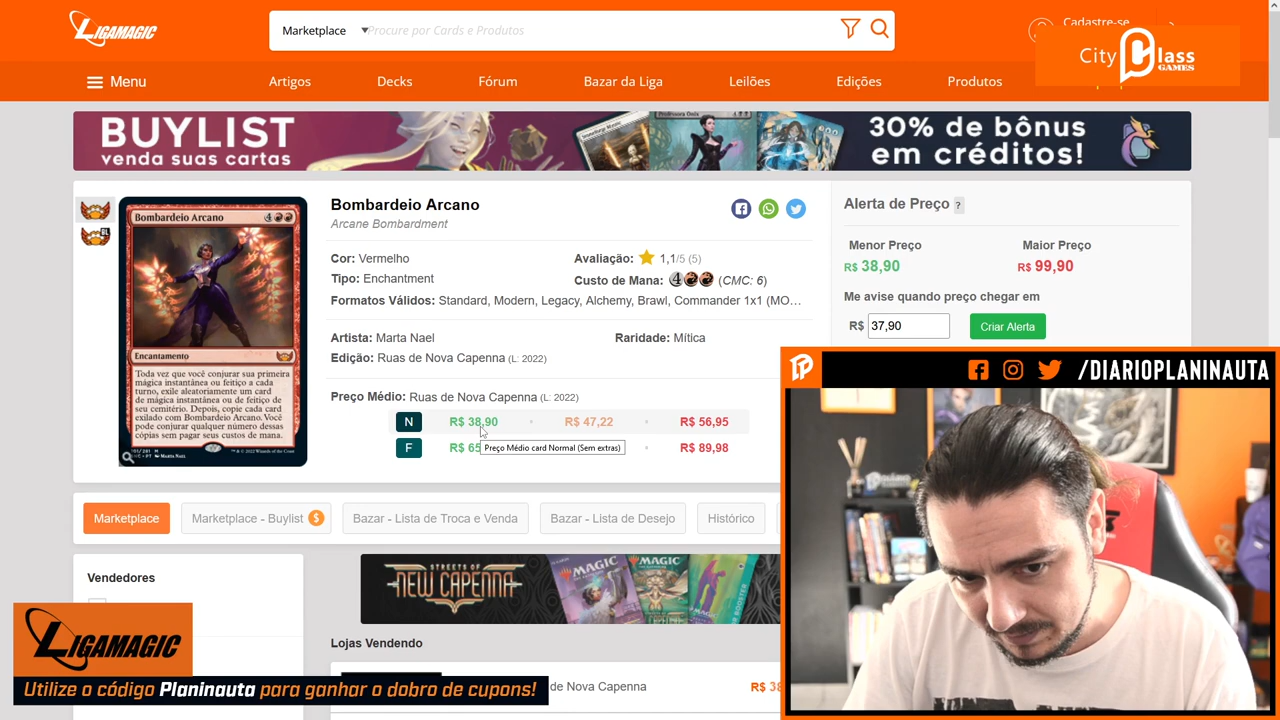 LIGAMAGIC
Marketplace
Procure por Cards e Produtos
Cadastre-se
City Class
GAMES
Menu
Artigos
Decks
Fórum
Bazar da Liga
Leilões
Edições
Produtos
BUYLIST
venda suas cartas
30% de bônus
em créditos!
Bombardeio Arcano
Encantamento
Toda vez que você conjurar sua primeira
mágica instantânea ou feitiço a cada
turno, exile aleatoriamente um card
de mágica instantânea ou de feitiço de
seu cemitério. Depois, copie cada card
exilado com Bombardeio Arcano. Você
pode conjurar qualquer número dessas
cópias sem pagar seus custos de mana.
Bombardeio Arcano
Arcane Bombardment
Cor: Vermelho
Avaliação: 1,1/5 (5)
Tipo: Enchantment
Custo de Mana: 4 (CMC: 6)
Formatos Válidos: Standard, Modern, Legacy, Alchemy, Brawl, Commander 1x1 (MO…
Artista: Marta Nael
Raridade: Mítica
Edição: Ruas de Nova Capenna (L: 2022)
Preço Médio: Ruas de Nova Capenna (L: 2022)
N R$ 38,90 R$ 47,22 R$ 56,95
F R$ 65 R$ 89,98
Preço Médio card Normal (Sem extras)
Alerta de Preço ?
Menor Preço Maior Preço
R$ 38,90 R$ 99,90
Me avise quando preço chegar em
R$ 37,90 Criar Alerta
/DIARIOPLANINAUTA
Marketplace
Marketplace - Buylist $
Bazar - Lista de Troca e Venda
Bazar - Lista de Desejo
Histórico
Vendedores
STREETS OF
NEW CAPENNA
MAGIC
MAGIC
Lojas Vendendo
de Nova Capenna
R$ 38
LIGAMAGIC
Utilize o código Planinauta para ganhar o dobro de cupons!